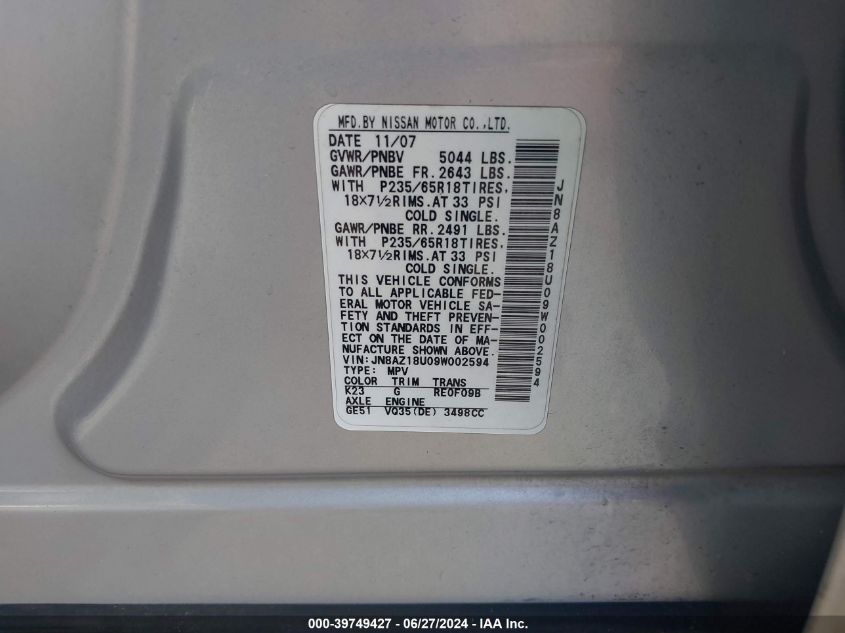 MFD.BY NISSAN MOTOR CO.,LTD.
DATE 11/07
GVWR/PNBV 5044 LBS.
GAWR/PNBE FR.2643 LBS.
WITH P235/65R18TIRES,
18X7½RIMS.AT 33 PSI
COLD SINGLE.
GAWR/PNBE RR.2491 LBS.
WITH P235/65R18TIRES,
18X7½RIMS.AT 33 PSI
COLD SINGLE.
THIS VEHICLE CONFORMS
TO ALL APPLICABLE FED-
ERAL MOTOR VEHICLE SA-
FETY AND THEFT PREVEN-
TION STANDARDS IN EFF-
ECT ON THE DATE OF MA-
NUFACTURE SHOWN ABOVE.
VIN:JN8AZ18U09W002594
TYPE: MPV
COLOR TRIM TRANS
K23 G RE0F09B
AXLE ENGINE
GE51 VQ35(DE) 3498CC
JN8AZ18U09W002594
000-39749427 - 06/27/2024 - IAA Inc.